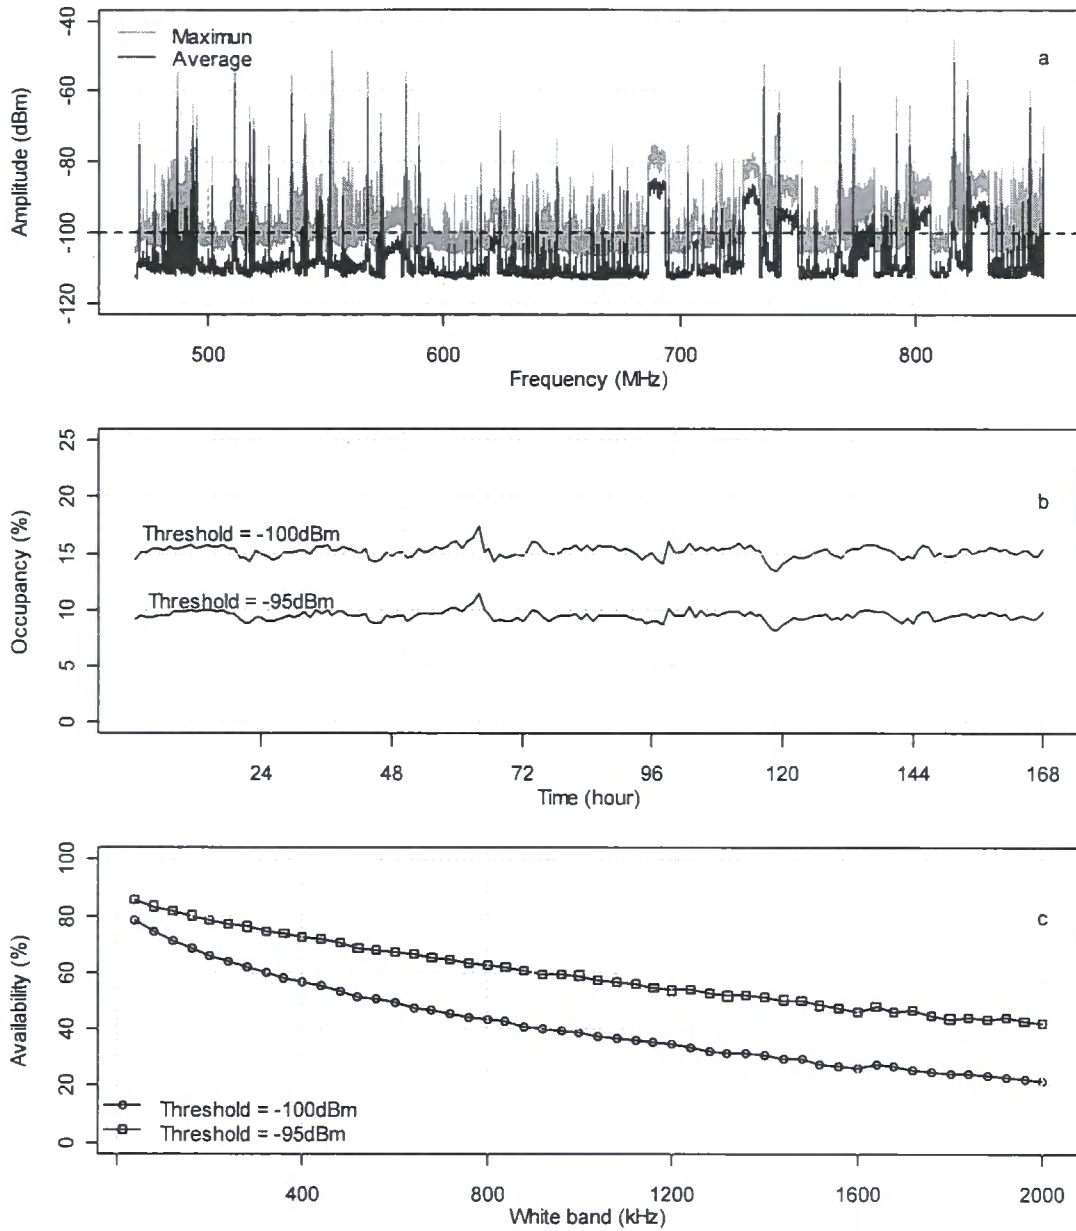 -40
-60
-80
-100
-120
Amplitude (dBm)
Maximun
Average
a
500 600 700 800
Frequency (MHz)
25
20
15
10
5
0
Occupancy (%)
b
Threshold = -100dBm
Threshold = -95dBm
24 48 72 96 120 144 168
Time (hour)
100
80
60
40
20
0
Availability (%)
c
Threshold = -100dBm
Threshold = -95dBm
400 800 1200 1600 2000
White band (kHz)